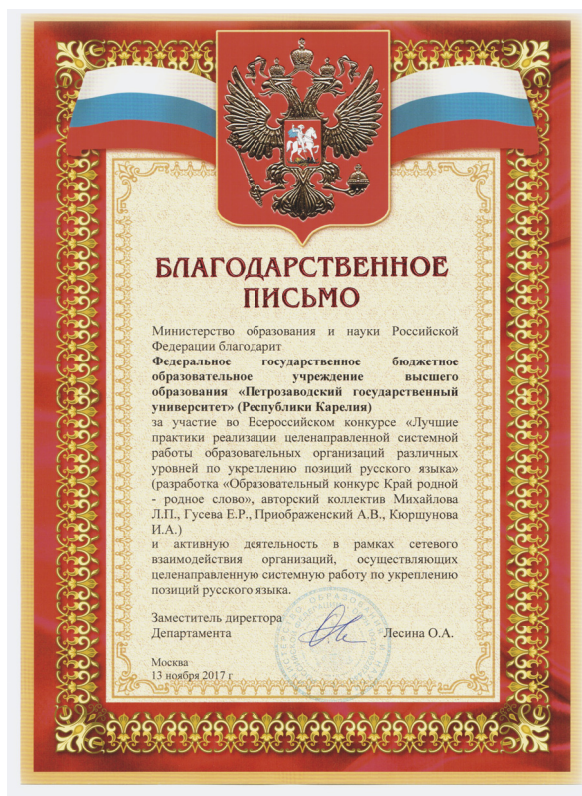 БЛАГОДАРСТВЕННОЕ
ПИСЬМО
Министерство образования и науки Российской
Федерации благодарит
Федеральное государственное бюджетное
образовательное учреждение высшего
образования «Петрозаводский государственный
университет» (Республики Карелия)
за участие во Всероссийском конкурсе «Лучшие
практики реализации целенаправленной системной
работы образовательных организаций различных
уровней по укреплению позиций русского языка»
(разработка «Образовательный конкурс Край родной
- родное слово», авторский коллектив Михайлова
Л.П., Гусева Е.Р., Приображенский А.В., Кюршунова
И.А.)
и активную деятельность в рамках сетевого
взаимодействия организаций, осуществляющих
целенаправленную системную работу по укреплению
позиций русского языка.
Заместитель директора
Департамента Лесина О.А.
Москва
13 ноября 2017 г